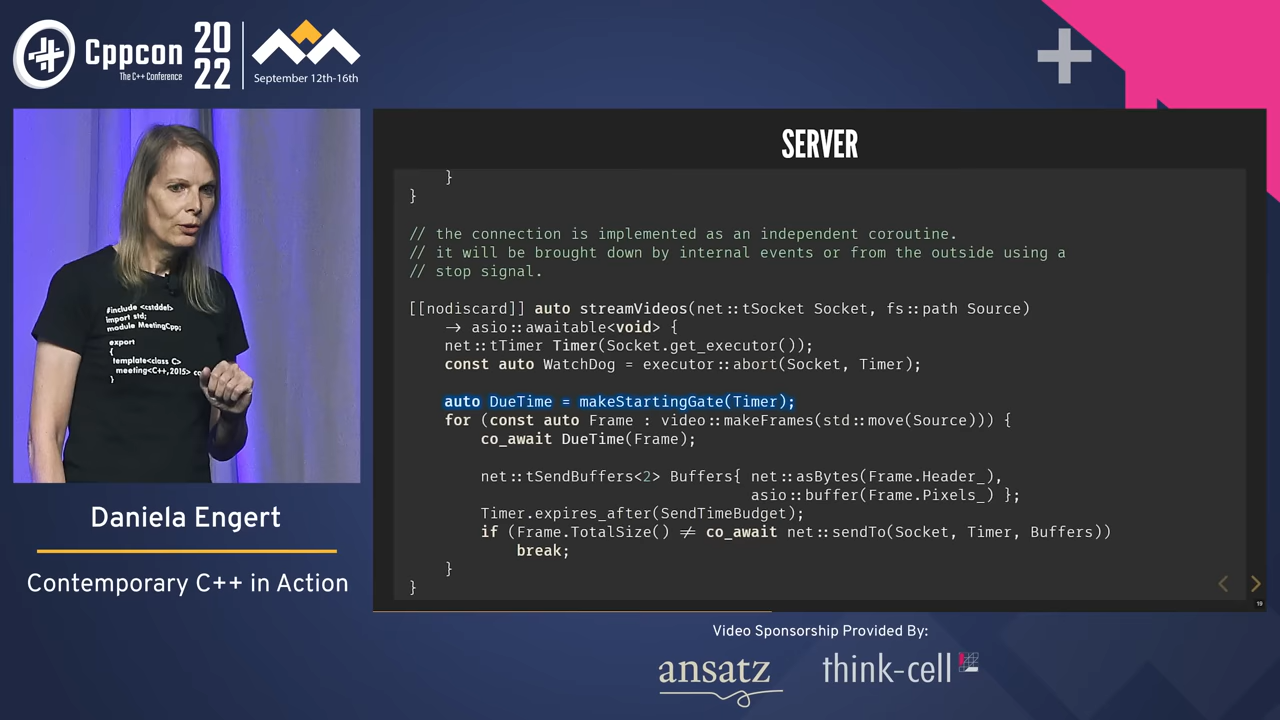 Cppcon
The C++ Conference
20
22
September 12th-16th
#include <cstddef>
import std;
module MeetingCpp;
export
{
template<class C>
meeting<C++,2015>
}
Daniela Engert
Contemporary C++ in Action
SERVER
}
}
// the connection is implemented as an independent coroutine.
// it will be brought down by internal events or from the outside using a
// stop signal.
[[nodiscard]] auto streamVideos(net::tSocket Socket, fs::path Source)
→ asio::awaitable<void> {
net::tTimer Timer(Socket.get_executor());
const auto WatchDog = executor::abort(Socket, Timer);
auto DueTime = makeStartingGate(Timer);
for (const auto Frame : video::makeFrames(std::move(Source))) {
co_await DueTime(Frame);
net::tSendBuffers<2> Buffers{ net::asBytes(Frame.Header_),
asio::buffer(Frame.Pixels_) };
Timer.expires_after(SendTimeBudget);
if (Frame.TotalSize() ≠ co_await net::sendTo(Socket, Timer, Buffers))
break;
}
}
19
Video Sponsorship Provided By:
ansatz
think-cell